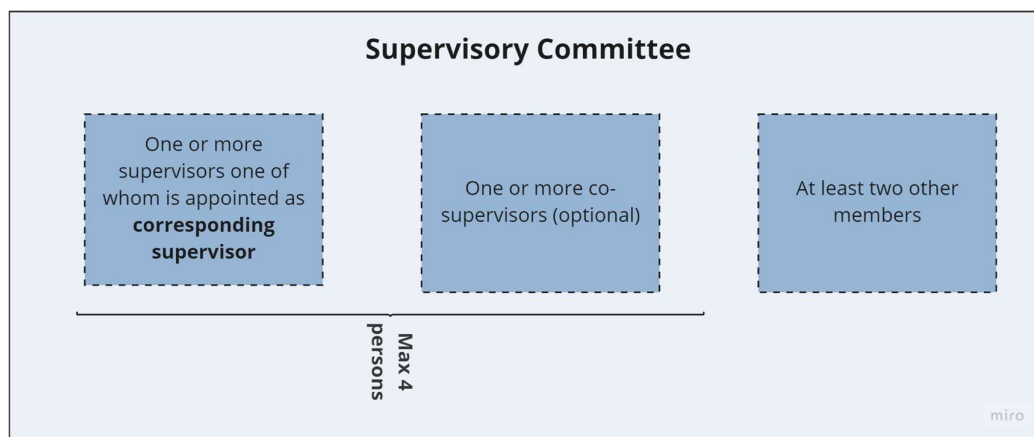 Supervisory Committee
One or more
supervisors one of
whom is appointed as
corresponding
supervisor
One or more co-
supervisors (optional)
At least two other
members
Max 4
persons
miro